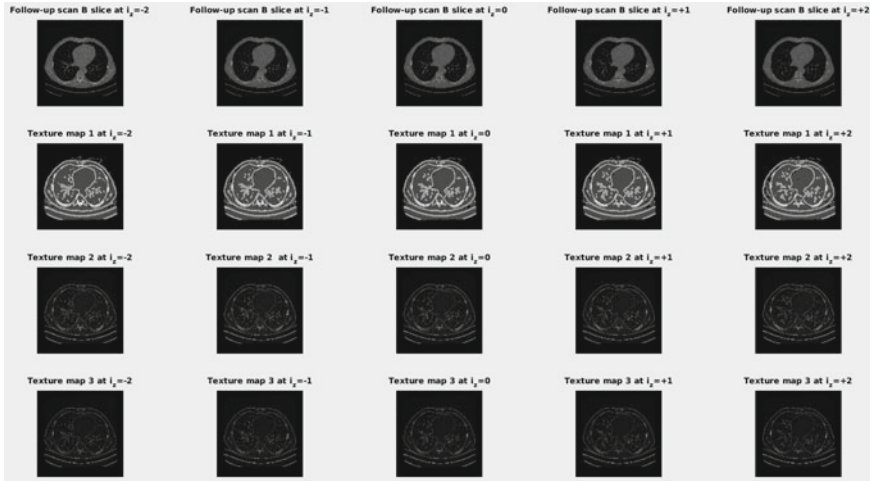 Follow-up scan B slice at i_z=-2
Follow-up scan B slice at i_z=-1
Follow-up scan B slice at i_z=0
Follow-up scan B slice at i_z=+1
Follow-up scan B slice at i_z=+2
Texture map 1 at i_z=-2
Texture map 1 at i_z=-1
Texture map 1 at i_z=0
Texture map 1 at i_z=+1
Texture map 1 at i_z=+2
Texture map 2 at i_z=-2
Texture map 2 at i_z=-1
Texture map 2 at i_z=0
Texture map 2 at i_z=+1
Texture map 2 at i_z=+2
Texture map 3 at i_z=-2
Texture map 3 at i_z=-1
Texture map 3 at i_z=0
Texture map 3 at i_z=+1
Texture map 3 at i_z=+2